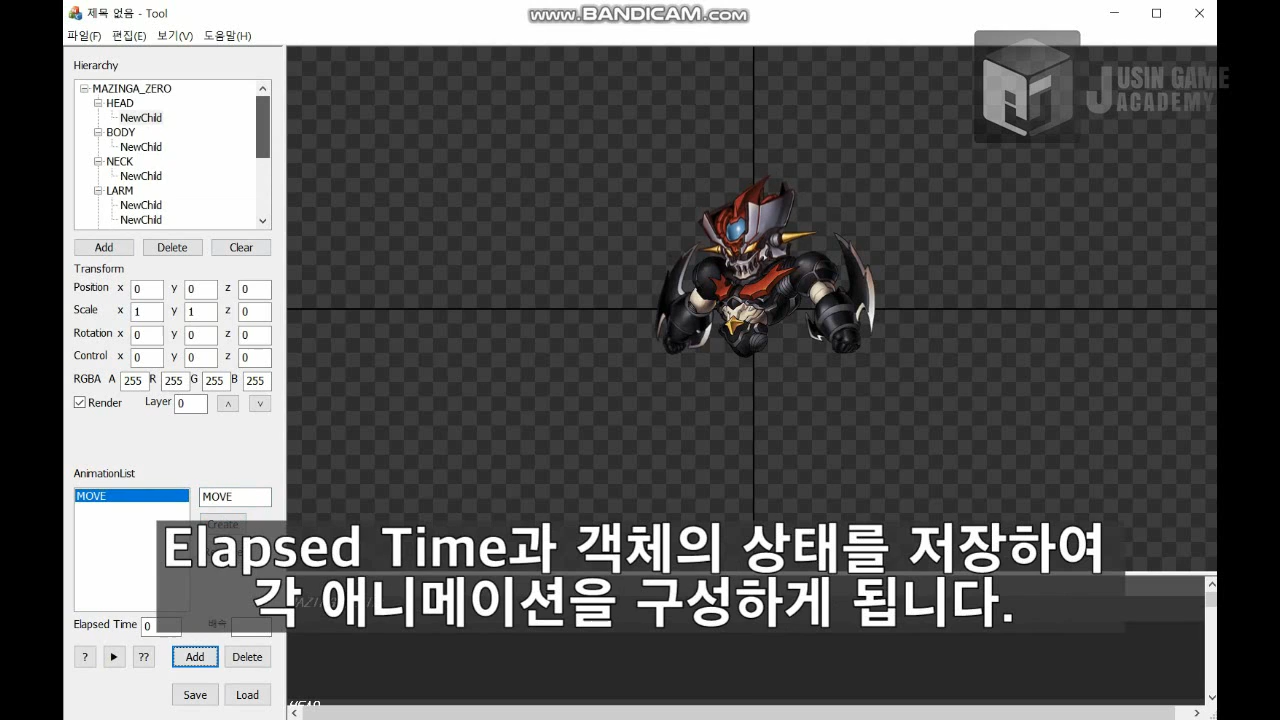 제목 없음 - Tool
www.BANDICAM.com
파일(F) 편집(E) 보기(V) 도움말(H)
JUSIN GAME
ACADEMY
Hierarchy
MAZINGA_ZERO
HEAD
NewChild
BODY
NewChild
NECK
NewChild
LARM
NewChild
NewChild
Add Delete Clear
Transform
Position x 0 y 0 z 0
Scale x 1 y 1 z 0
Rotation x 0 y 0 z 0
Control x 0 y 0 z 0
RGBA A 255 R 255 G 255 B 255
Render Layer 0 ˄ ˅
AnimationList
MOVE MOVE
Create
Elapsed Time과 객체의 상태를 저장하여
각 애니메이션을 구성하게 됩니다.
Elapsed Time 0 배속
? ▶ ?? Add Delete
Save Load
HEAD